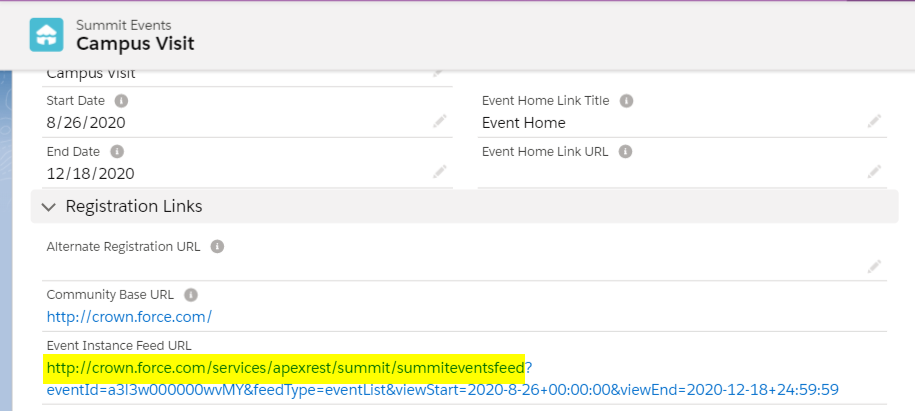 Summit Events
Campus Visit
Campus Visit
Start Date
Event Home Link Title
8/26/2020
Event Home
End Date
Event Home Link URL
12/18/2020
Registration Links
Alternate Registration URL
Community Base URL
http://crown.force.com/
Event Instance Feed URL
http://crown.force.com/services/apexrest/summit/summiteventsfeed?
eventId=a3l3w000000wvMY&feedType=eventList&viewStart=2020-8-26+00:00:00&viewEnd=2020-12-18+24:59:59